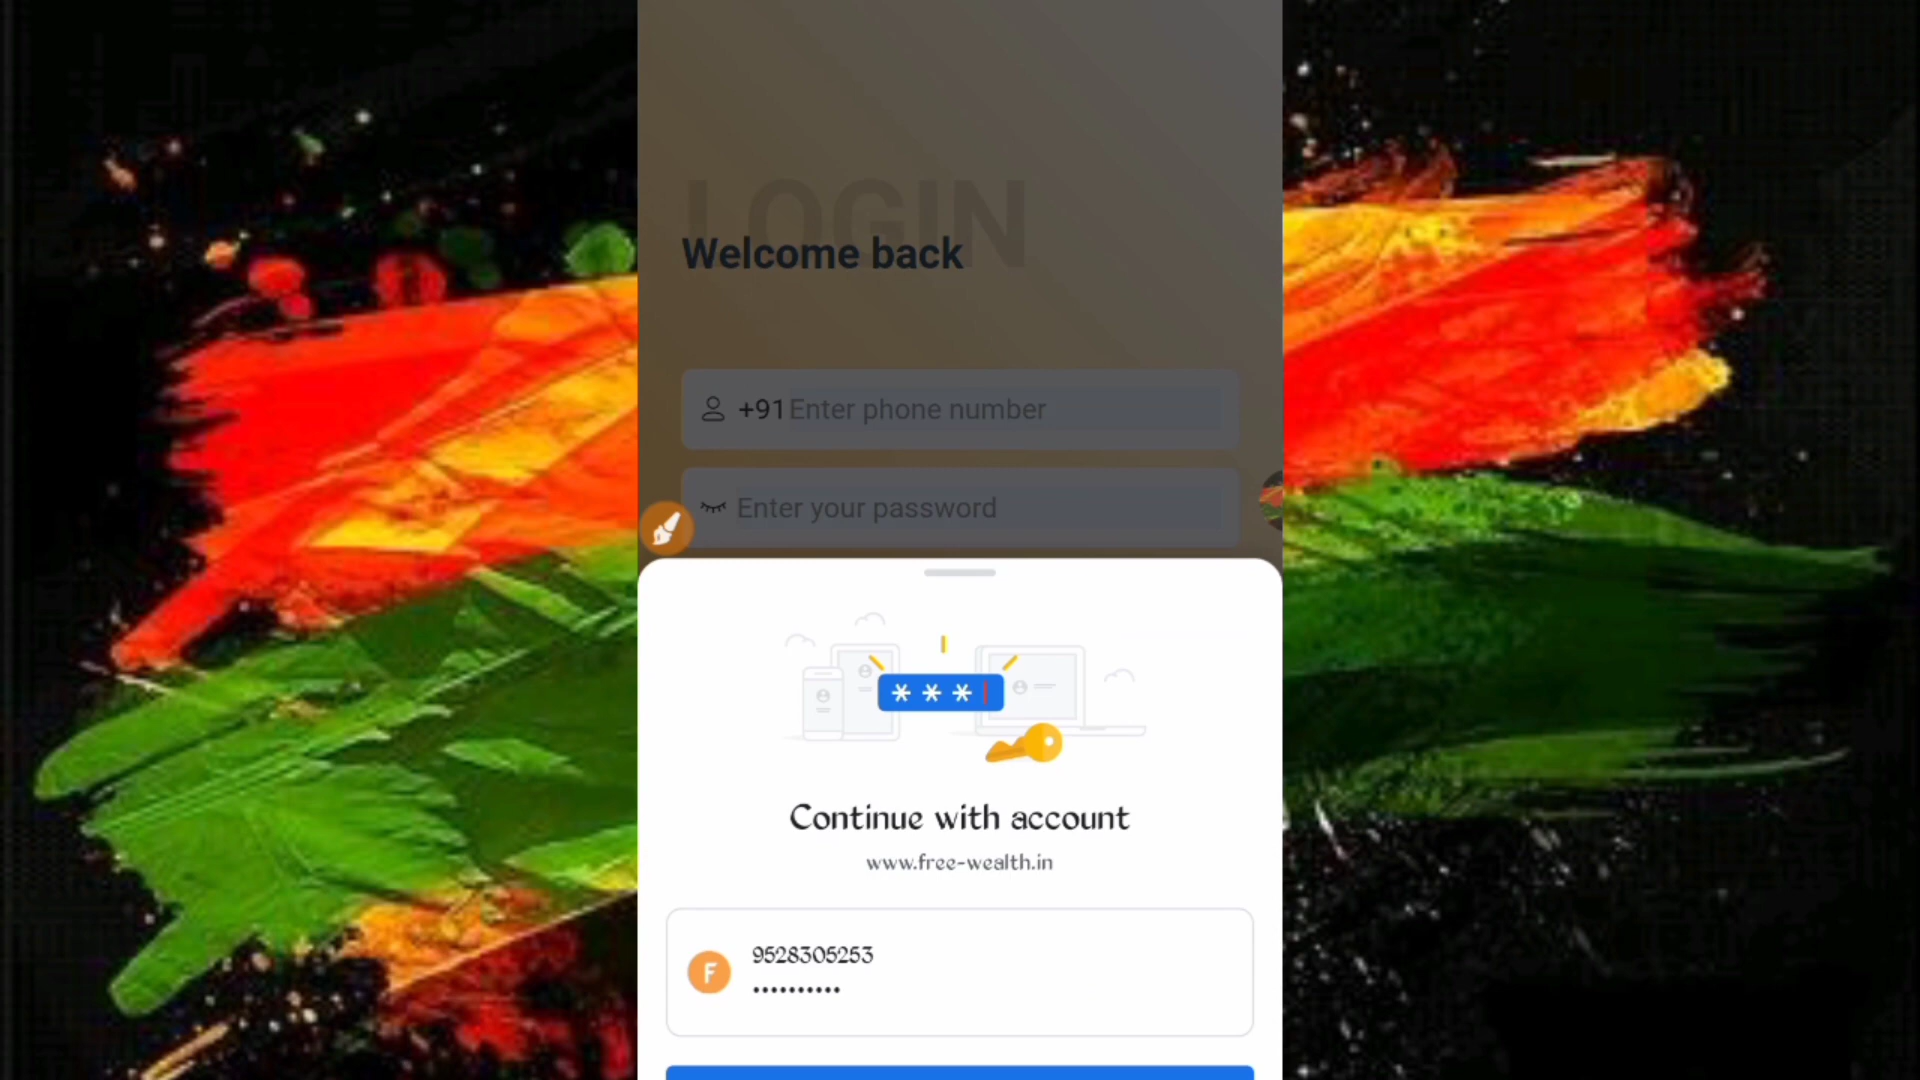 LOGIN
Welcome back
+91 Enter phone number
Enter your password
***
Continue with account
www.free-wealth.in
F
9528305253
••••••••••